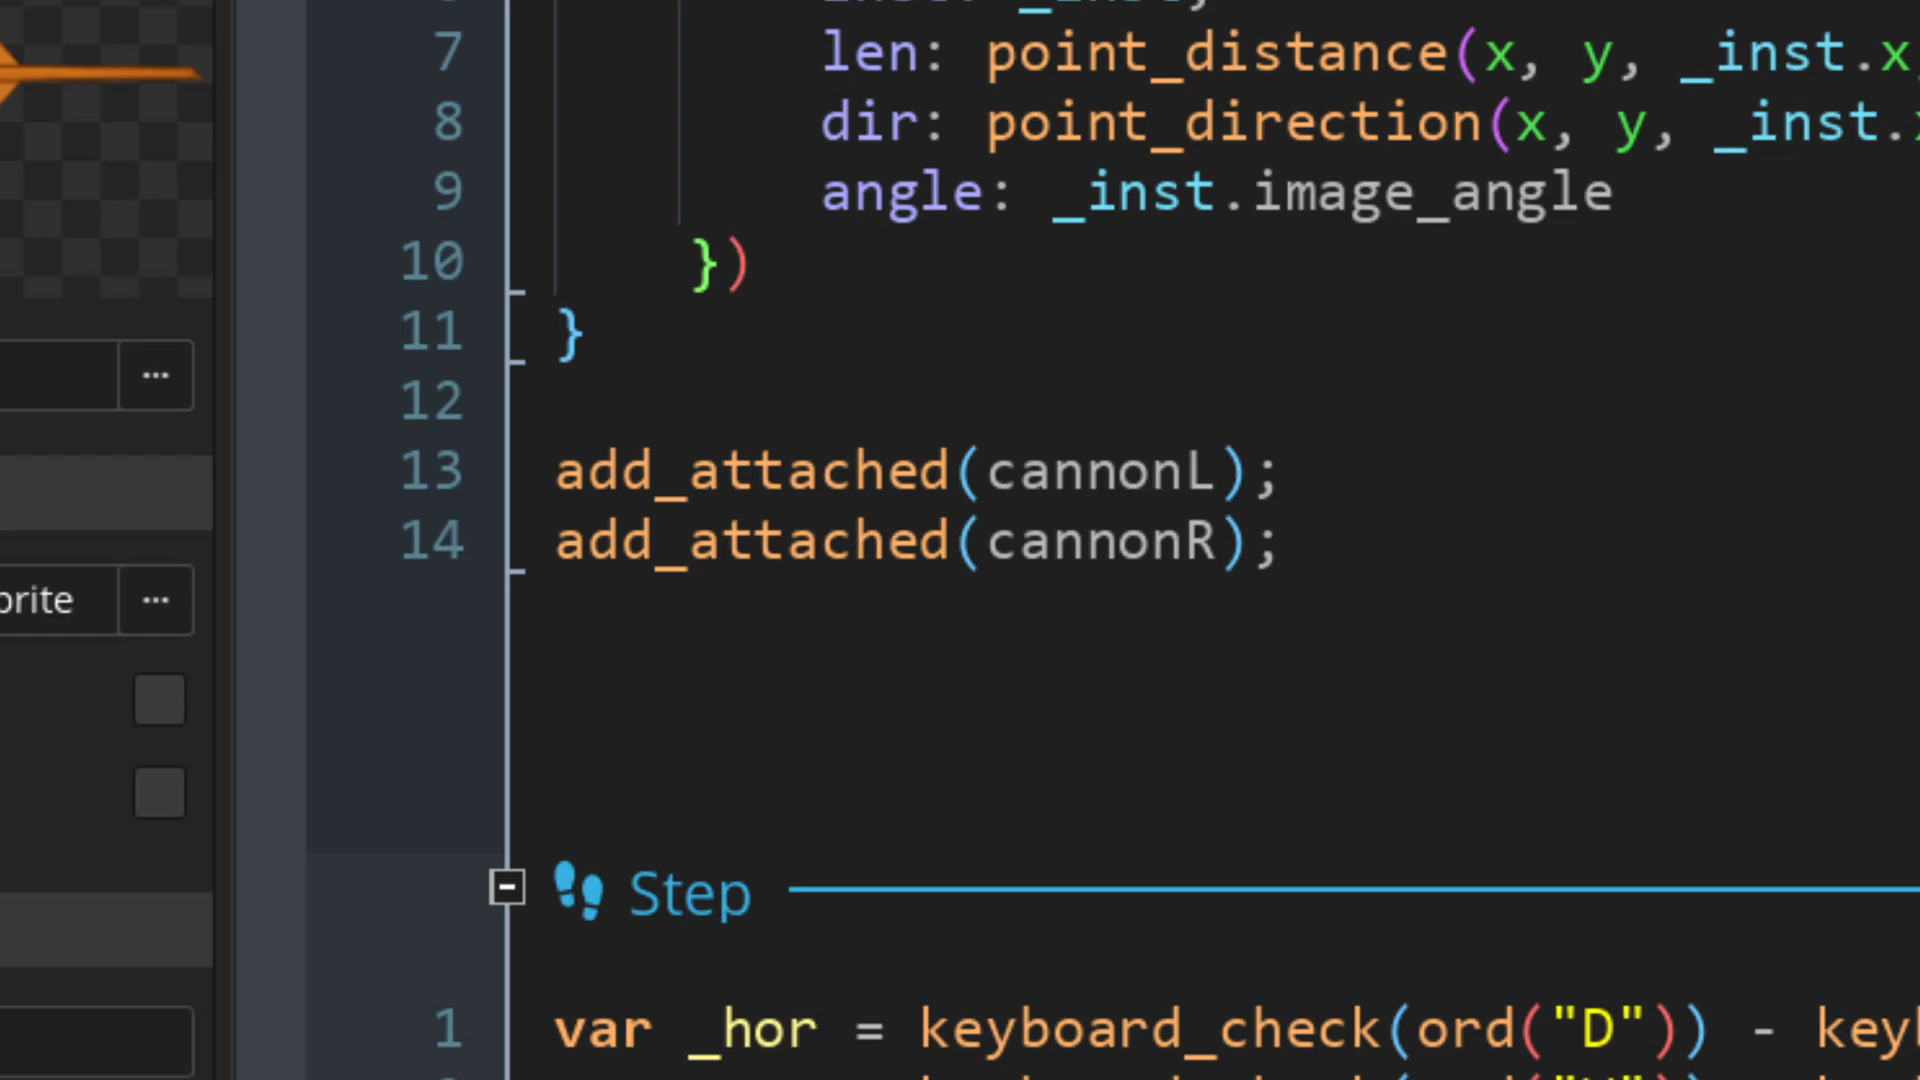 7 len: point_distance(x, y, _inst.x
8 dir: point_direction(x, y, _inst.
9 angle: _inst.image_angle
10 })
11 }
12
13 add_attached(cannonL);
14 add_attached(cannonR);
Step
1 var _hor = keyboard_check(ord("D")) - key